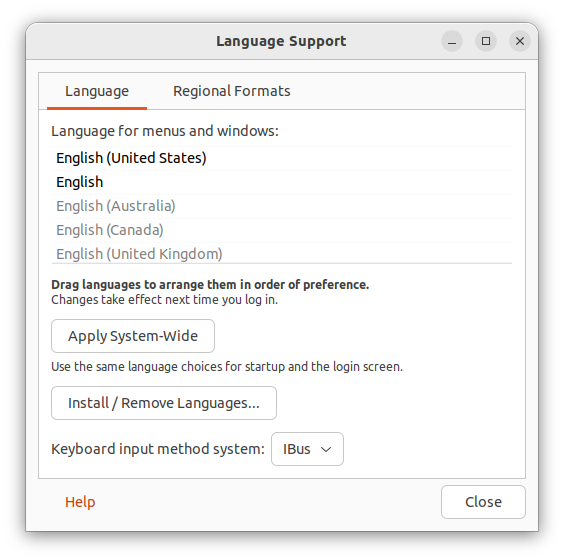 Language Support
Language
Regional Formats
Language for menus and windows:
English (United States)
English
English (Australia)
English (Canada)
English (United Kingdom)
Drag languages to arrange them in order of preference.
Changes take effect next time you log in.
Apply System-Wide
Use the same language choices for startup and the login screen.
Install / Remove Languages...
Keyboard input method system:
IBus
Help
Close